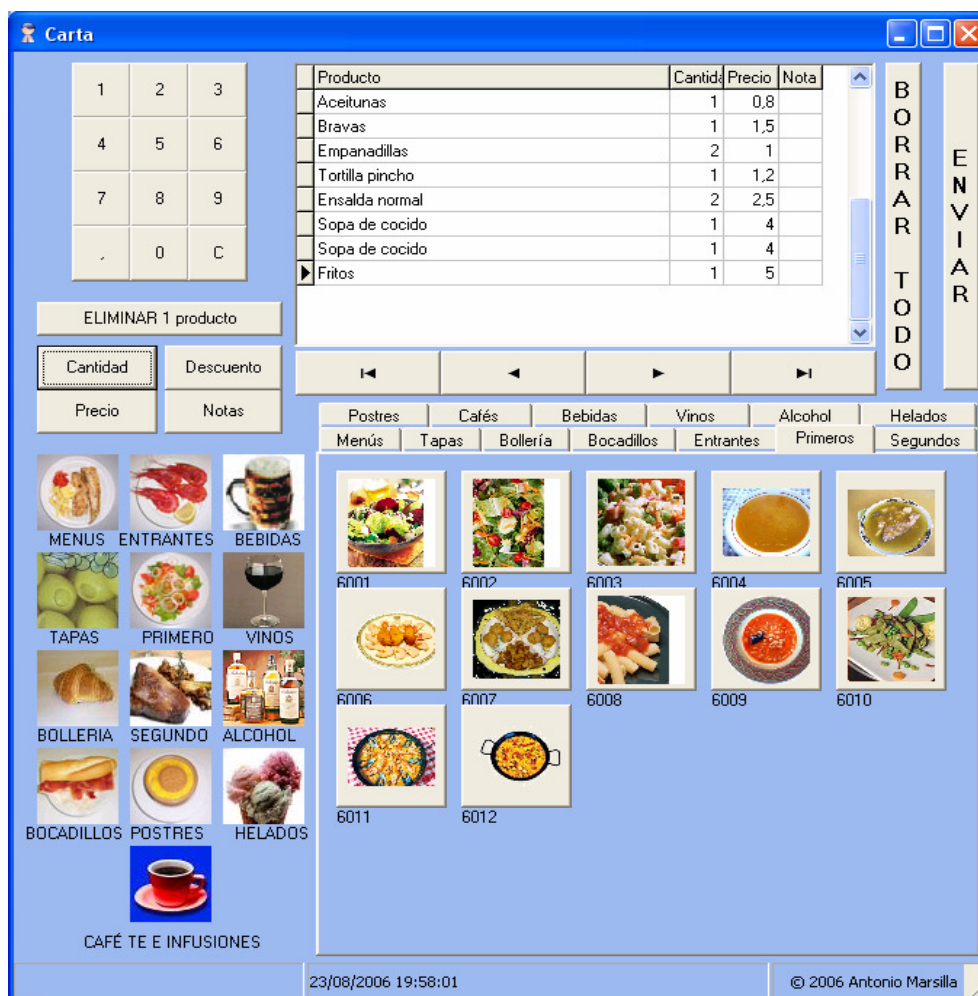 Carta
1 2 3
4 5 6
7 8 9
, 0 C
ELIMINAR 1 producto
Cantidad Descuento
Precio Notas
Producto Cantida Precio Nota
Aceitunas 1 0,8
Bravas 1 1,5
Empanadillas 2 1
Tortilla pincho 1 1,2
Ensalda normal 2 2,5
Sopa de cocido 1 4
Sopa de cocido 1 4
Fritos 1 5
BORRAR TODO
ENVIAR
Postres Cafés Bebidas Vinos Alcohol Helados
Menús Tapas Bollería Bocadillos Entrantes Primeros Segundos
MENUS ENTRANTES BEBIDAS
TAPAS PRIMERO VINOS
BOLLERIA SEGUNDO ALCOHOL
BOCADILLOS POSTRES HELADOS
CAFÉ TE E INFUSIONES
6001 6002 6003 6004 6005
6006 6007 6008 6009 6010
6011 6012
23/08/2006 19:58:01
© 2006 Antonio Marsilla